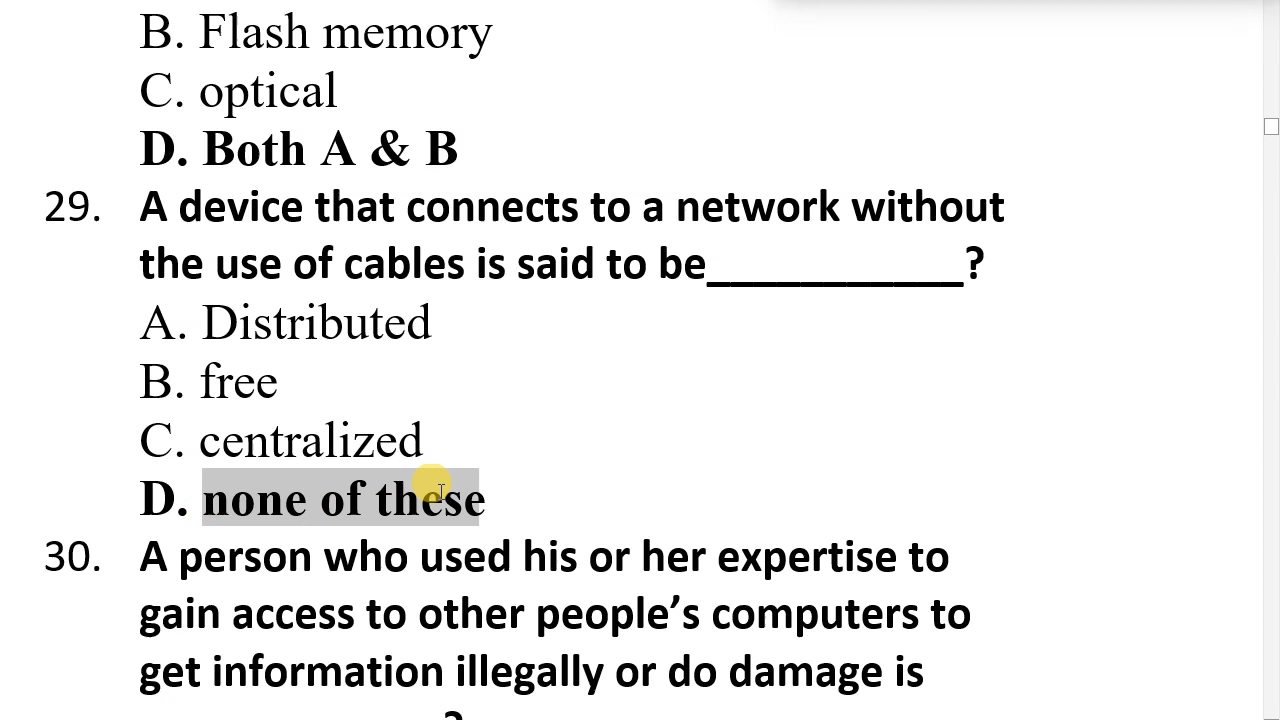 B. Flash memory
C. optical
D. Both A & B
29. A device that connects to a network without
the use of cables is said to be___________?
A. Distributed
B. free
C. centralized
D. none of these
30. A person who used his or her expertise to
gain access to other people’s computers to
get information illegally or do damage is
?